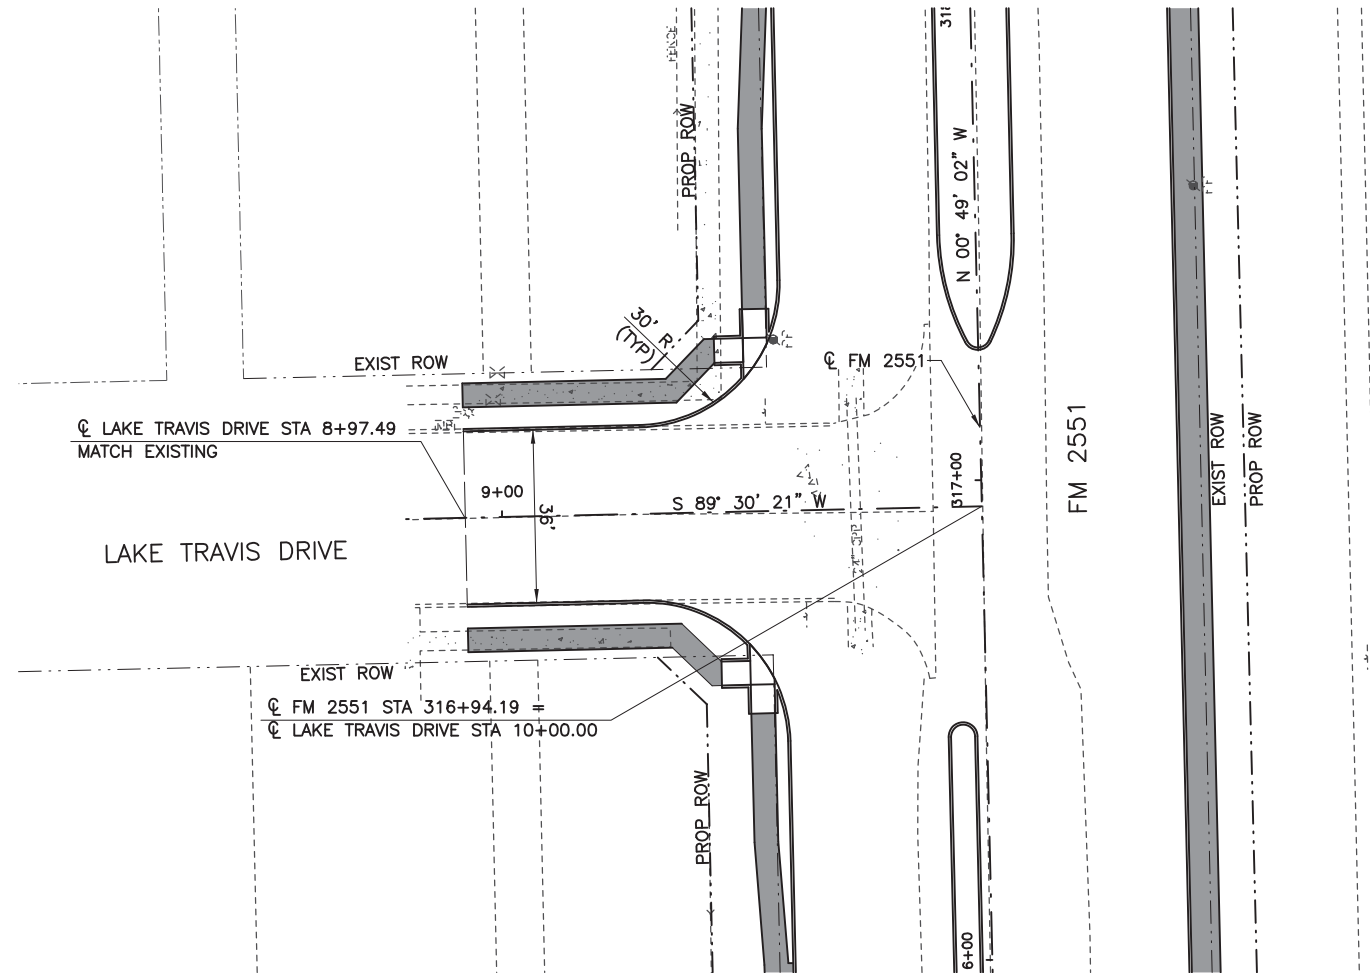 318
FENCE
PROP ROW
N 00° 49' 02" W
30' R.
(TYP)
EXIST ROW
℄ FM 2551
℄ LAKE TRAVIS DRIVE STA 8+97.49
MATCH EXISTING
FM 2551
EXIST ROW
PROP ROW
317+00
9+00
36'
S 89° 30' 21" W
LAKE TRAVIS DRIVE
EXIST ROW
℄ FM 2551 STA 316+94.19 =
℄ LAKE TRAVIS DRIVE STA 10+00.00
PROP ROW
6+00